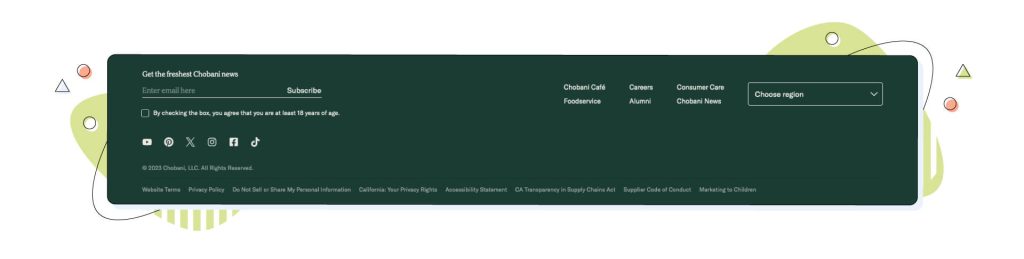 Get the freshest Chobani news
Enter email here Subscribe
By checking the box, you agree that you are at least 18 years of age.
Chobani Café Careers Consumer Care
Foodservice Alumni Chobani News
Choose region
© 2023 Chobani, LLC. All Rights Reserved.
Website Terms Privacy Policy Do Not Sell or Share My Personal Information California: Your Privacy Rights Accessibility Statement CA Transparency in Supply Chains Act Supplier Code of Conduct Marketing to Children